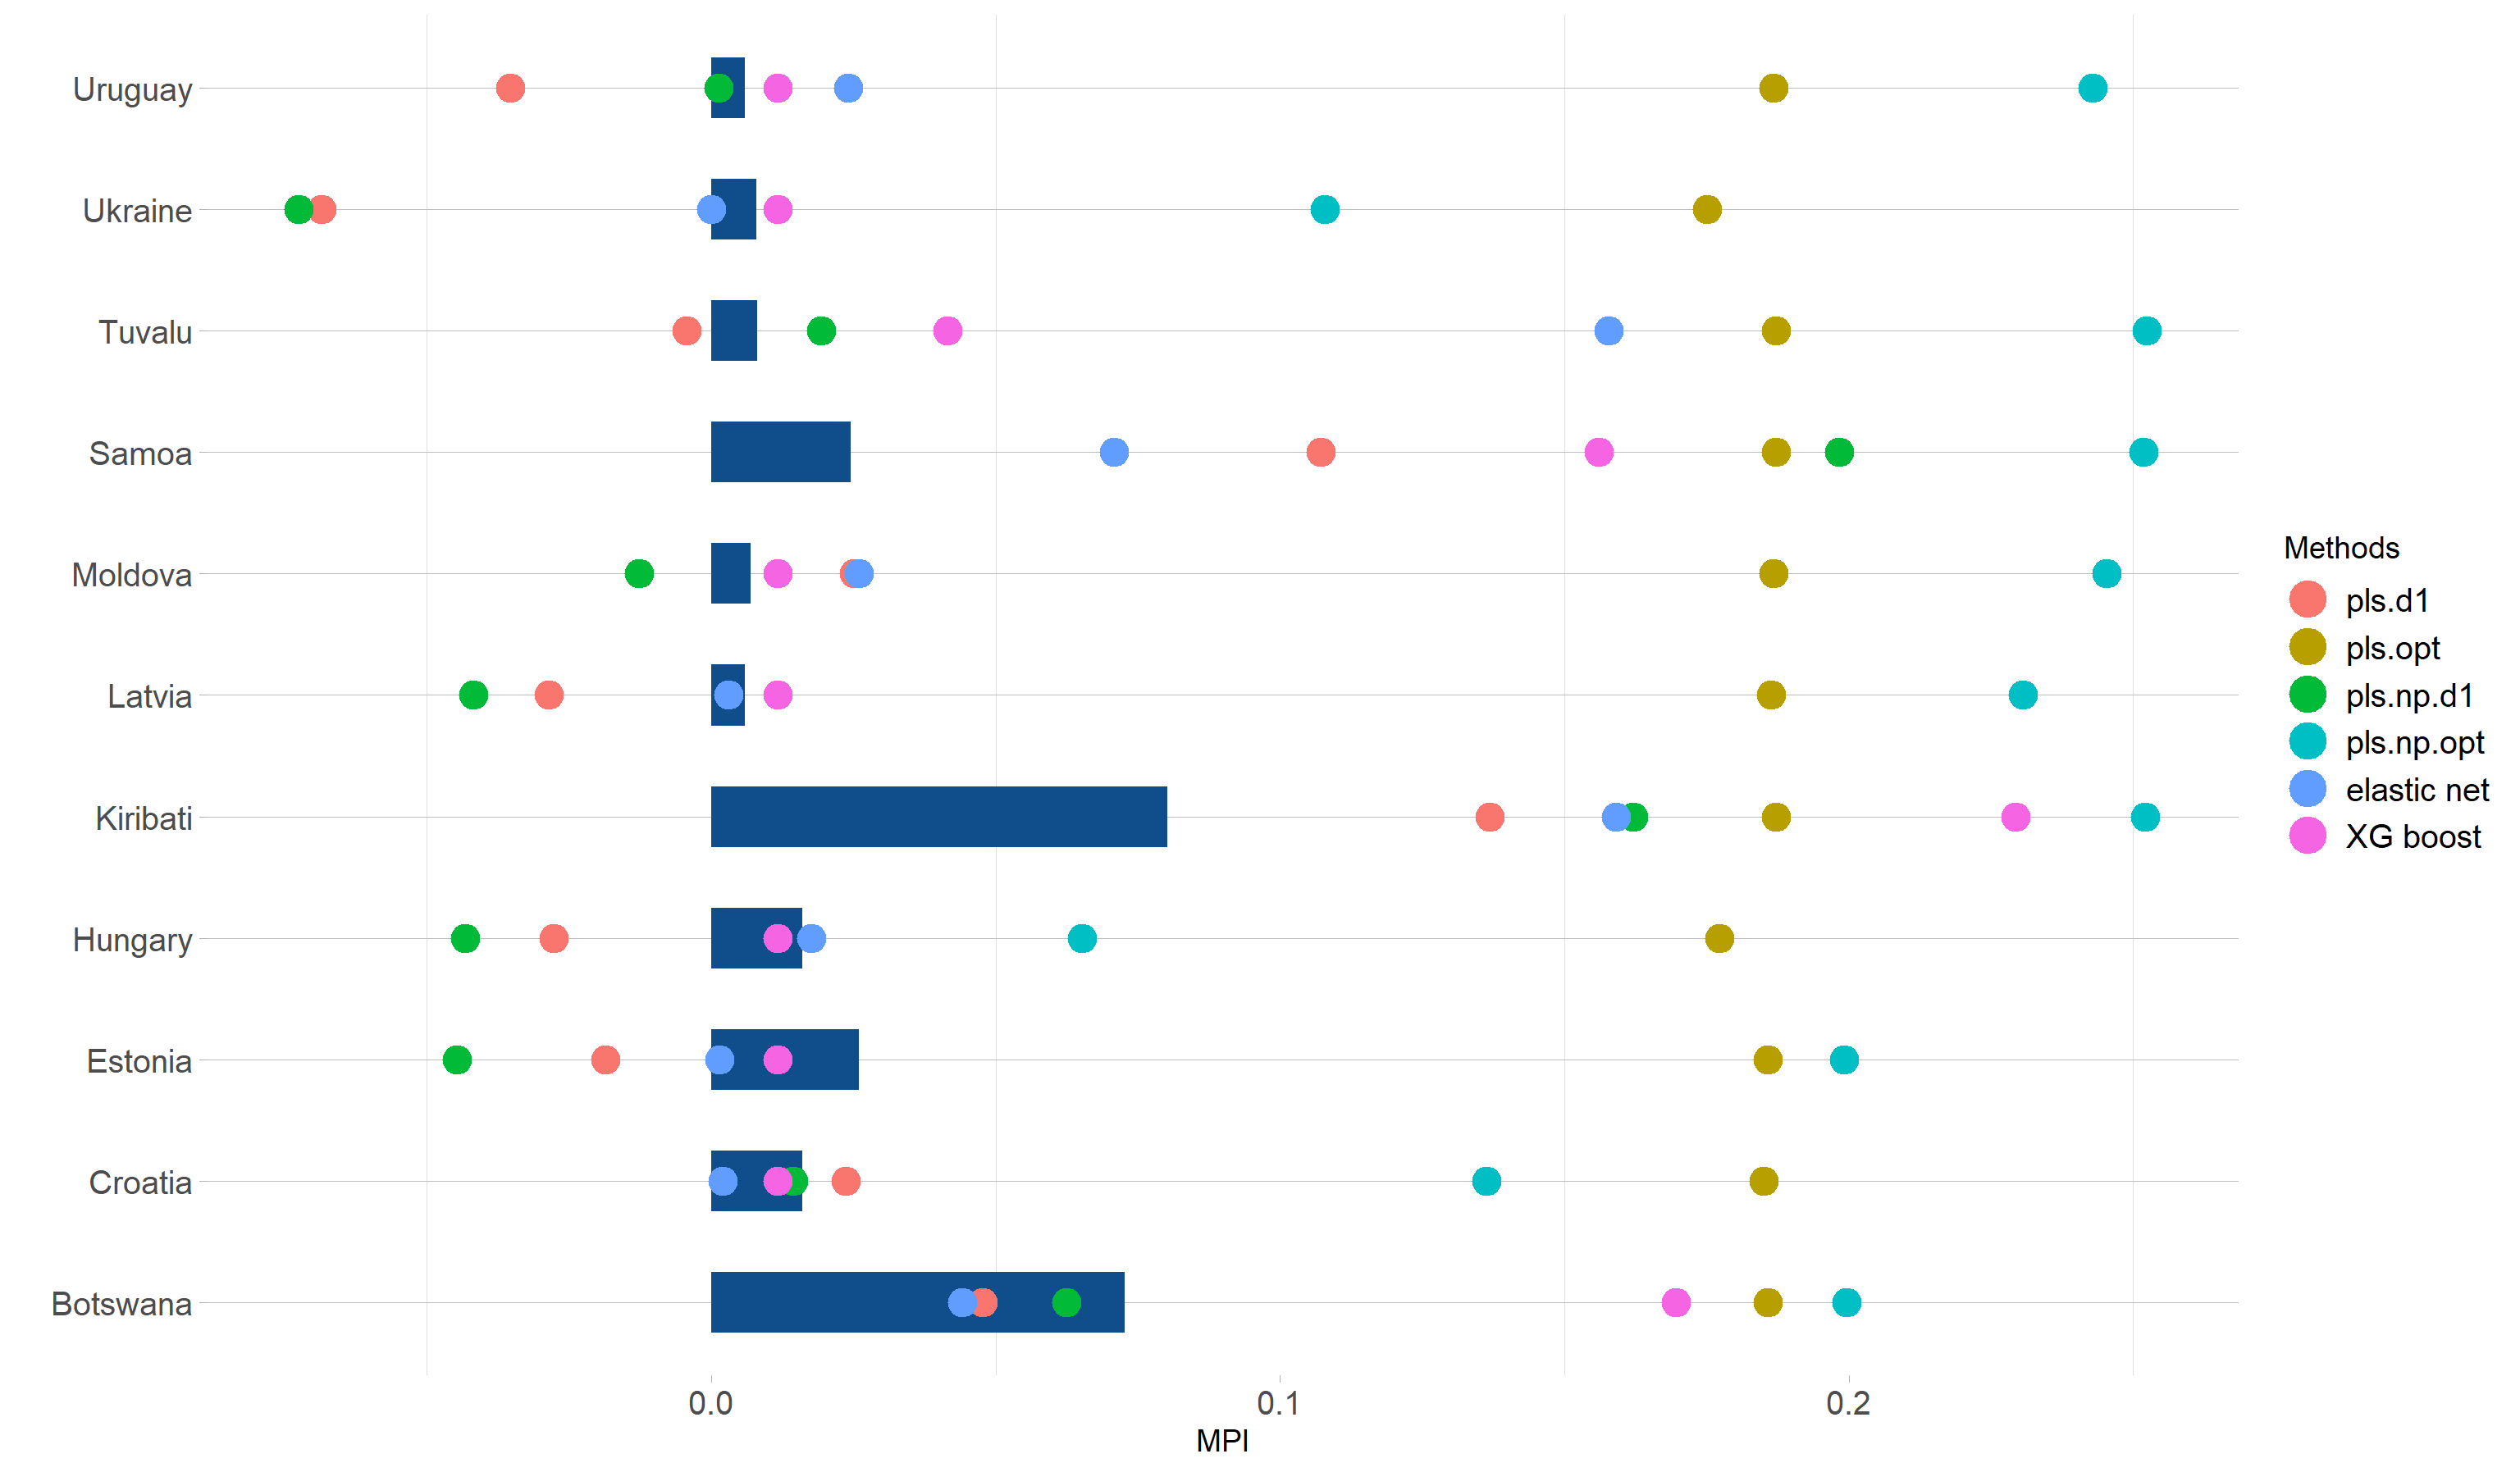 Uruguay
Ukraine
Tuvalu
Samoa
Moldova
Latvia
Kiribati
Hungary
Estonia
Croatia
Botswana
0.0
0.1
0.2
MPI
Methods
pls.d1
pls.opt
pls.np.d1
pls.np.opt
elastic net
XG boost